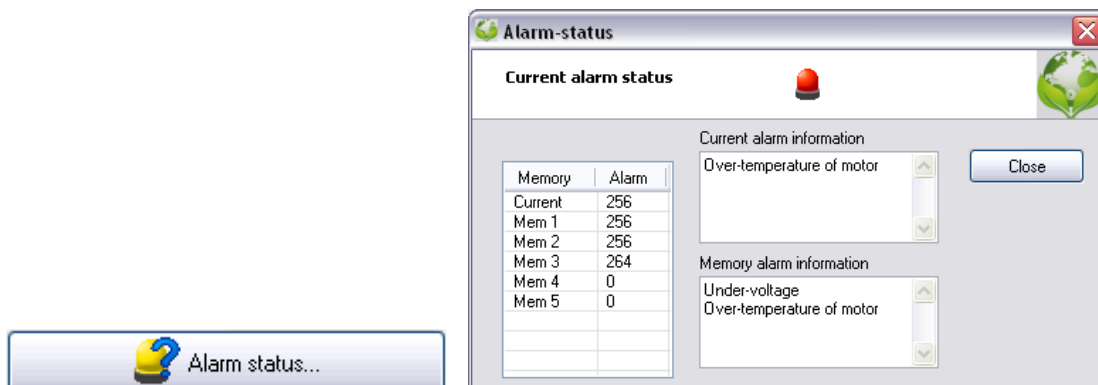 Alarm-status
Current alarm status
Current alarm information
Over-temperature of motor
Close
Memory Alarm
Current 256
Mem 1 256
Mem 2 256
Mem 3 264
Mem 4 0
Mem 5 0
Memory alarm information
Under-voltage
Over-temperature of motor
Alarm status...